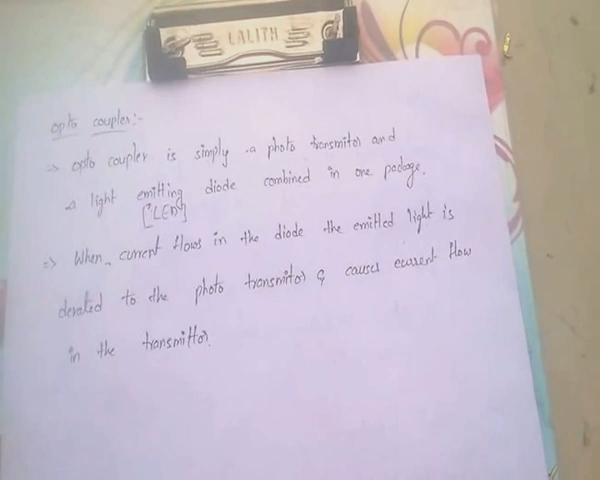 LALITH
opto coupler:-
=> opto coupler is simply a photo transmitor and
a light emitting diode combined in one package.
[LED]
=> When current flows in the diode the emitted light is
derated to the photo transmitor & causes current flow
in the transmittor.